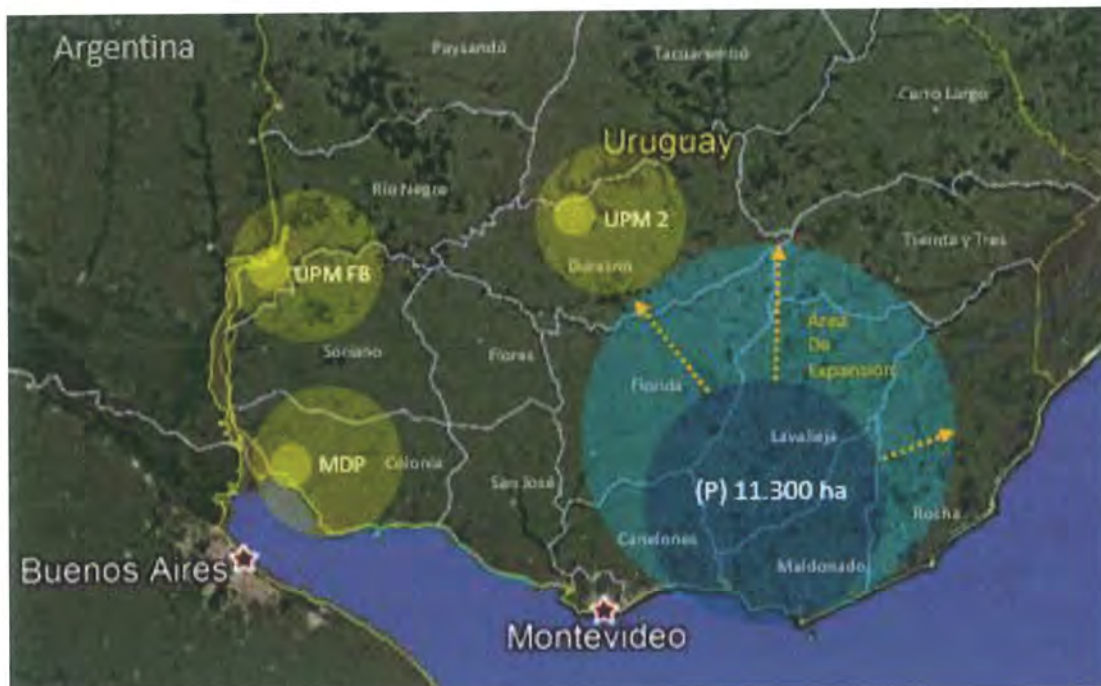 Argentina
Paysandú
Tacuarembó
Cerro Largo
Uruguay
Río Negro
UPM 2
Treinta y Tres
Durazno
UPM FB
Area
De
Expansión
Soriano
Flores
Florida
Lavalleja
MDP
Colonia
San José
(P) 11.300 ha
Rocha
Canelones
Maldonado
Buenos Aires
Montevideo